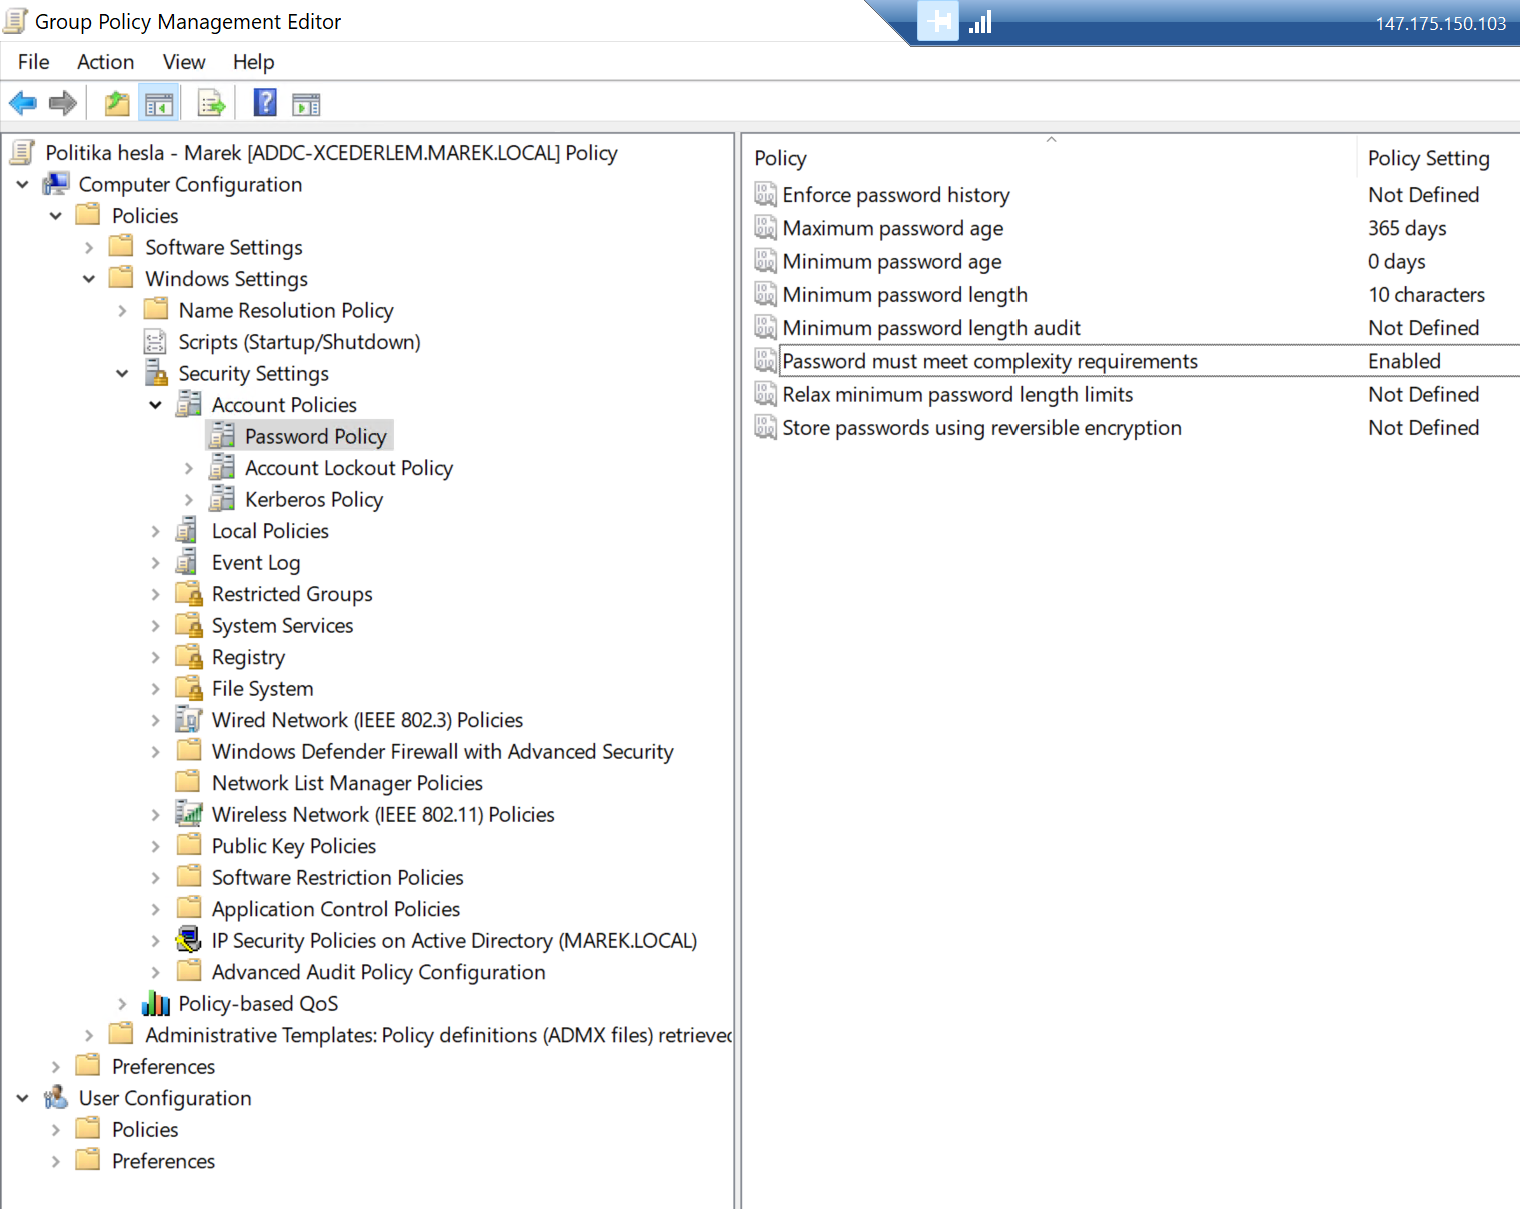 Group Policy Management Editor
147.175.150.103
File Action View Help
Politika hesla - Marek [ADDC-XCEDERLEM.MAREK.LOCAL] Policy
Computer Configuration
Policies
Software Settings
Windows Settings
Name Resolution Policy
Scripts (Startup/Shutdown)
Security Settings
Account Policies
Password Policy
Account Lockout Policy
Kerberos Policy
Local Policies
Event Log
Restricted Groups
System Services
Registry
File System
Wired Network (IEEE 802.3) Policies
Windows Defender Firewall with Advanced Security
Network List Manager Policies
Wireless Network (IEEE 802.11) Policies
Public Key Policies
Software Restriction Policies
Application Control Policies
IP Security Policies on Active Directory (MAREK.LOCAL)
Advanced Audit Policy Configuration
Policy-based QoS
Administrative Templates: Policy definitions (ADMX files) retrieved
Preferences
User Configuration
Policies
Preferences
Policy Policy Setting
Enforce password history Not Defined
Maximum password age 365 days
Minimum password age 0 days
Minimum password length 10 characters
Minimum password length audit Not Defined
Password must meet complexity requirements Enabled
Relax minimum password length limits Not Defined
Store passwords using reversible encryption Not Defined